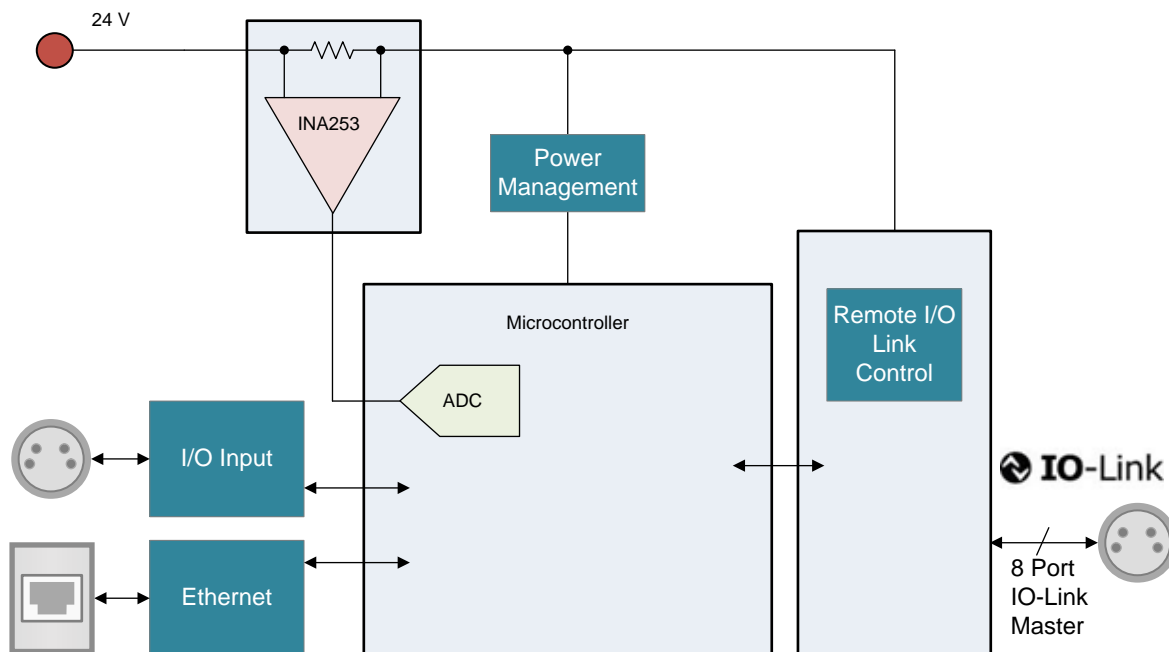 24 V
INA253
Power
Management
Microcontroller
Remote I/O
Link
Control
ADC
I/O Input
IO-Link
Ethernet
8 Port
IO-Link
Master